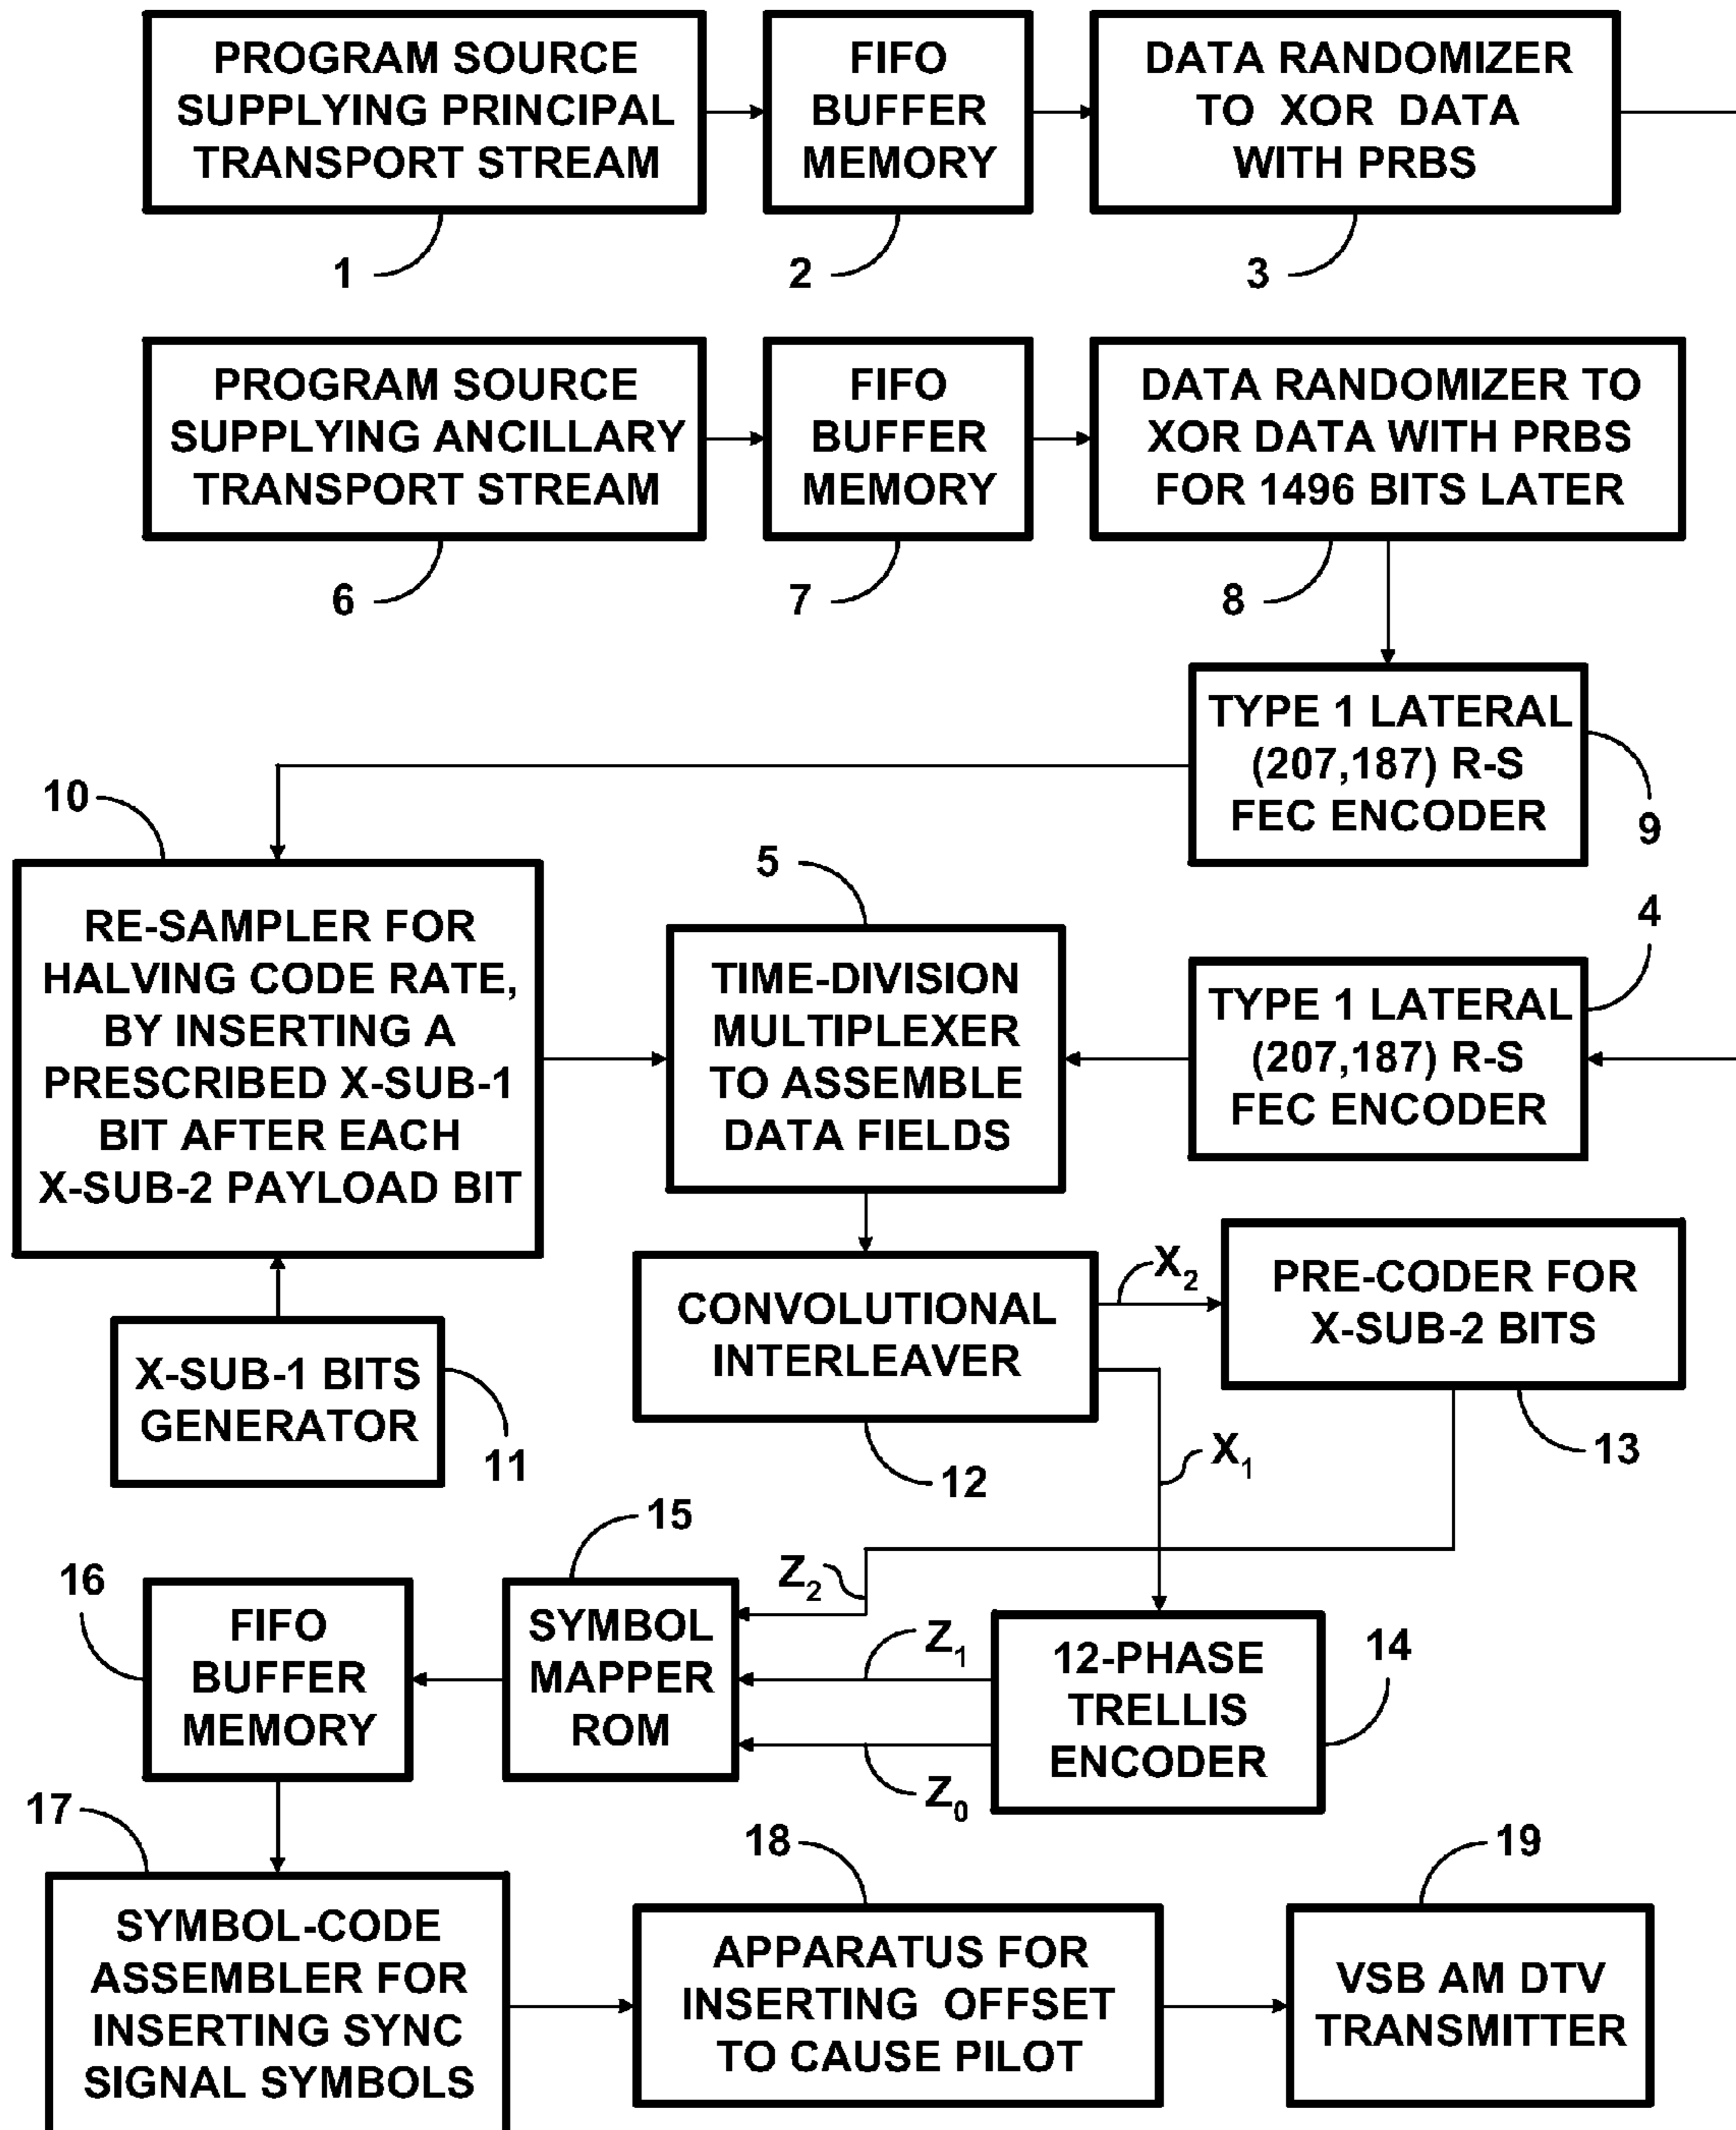 PROGRAM SOURCE
SUPPLYING PRINCIPAL
TRANSPORT STREAM
1
FIFO
BUFFER
MEMORY
2
DATA RANDOMIZER
TO XOR DATA
WITH PRBS
3
PROGRAM SOURCE
SUPPLYING ANCILLARY
TRANSPORT STREAM
6
FIFO
BUFFER
MEMORY
7
DATA RANDOMIZER TO
XOR DATA WITH PRBS
FOR 1496 BITS LATER
8
TYPE 1 LATERAL
(207,187) R-S
FEC ENCODER
9
10
RE-SAMPLER FOR
HALVING CODE RATE,
BY INSERTING A
PRESCRIBED X-SUB-1
BIT AFTER EACH
X-SUB-2 PAYLOAD BIT
5
TIME-DIVISION
MULTIPLEXER
TO ASSEMBLE
DATA FIELDS
4
TYPE 1 LATERAL
(207,187) R-S
FEC ENCODER
X-SUB-1 BITS
GENERATOR
11
CONVOLUTIONAL
INTERLEAVER
12
X2
PRE-CODER FOR
X-SUB-2 BITS
13
X1
15
SYMBOL
MAPPER
ROM
Z2
Z1
Z0
12-PHASE
TRELLIS
ENCODER
14
16
FIFO
BUFFER
MEMORY
17
SYMBOL-CODE
ASSEMBLER FOR
INSERTING SYNC
SIGNAL SYMBOLS
18
APPARATUS FOR
INSERTING OFFSET
TO CAUSE PILOT
19
VSB AM DTV
TRANSMITTER